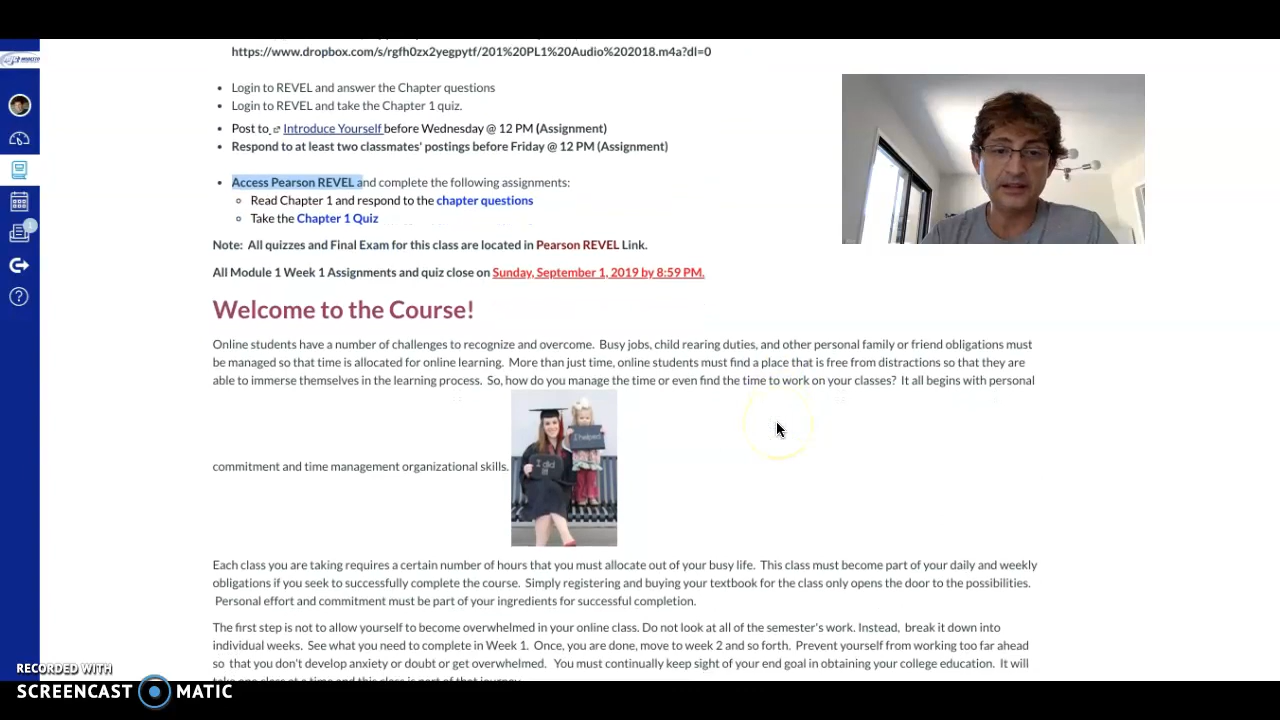 https://www.dropbox.com/s/rgfh0zx2yegpytf/201%20PL1%20Audio%202018.m4a?dl=0
Login to REVEL and answer the Chapter questions
Login to REVEL and take the Chapter 1 quiz.
Post to Introduce Yourself before Wednesday @ 12 PM (Assignment)
Respond to at least two classmates' postings before Friday @ 12 PM (Assignment)
Access Pearson REVEL and complete the following assignments:
Read Chapter 1 and respond to the chapter questions
Take the Chapter 1 Quiz
Note: All quizzes and Final Exam for this class are located in Pearson REVEL Link.
All Module 1 Week 1 Assignments and quiz close on Sunday, September 1, 2019 by 8:59 PM.
Welcome to the Course!
Online students have a number of challenges to recognize and overcome. Busy jobs, child rearing duties, and other personal family or friend obligations must
be managed so that time is allocated for online learning. More than just time, online students must find a place that is free from distractions so that they are
able to immerse themselves in the learning process. So, how do you manage the time or even find the time to work on your classes? It all begins with personal
I helped
I did it!
commitment and time management organizational skills.
Each class you are taking requires a certain number of hours that you must allocate out of your busy life. This class must become part of your daily and weekly
obligations if you seek to successfully complete the course. Simply registering and buying your textbook for the class only opens the door to the possibilities.
Personal effort and commitment must be part of your ingredients for successful completion.
The first step is not to allow yourself to become overwhelmed in your online class. Do not look at all of the semester's work. Instead, break it down into
individual weeks. See what you need to complete in Week 1. Once, you are done, move to week 2 and so forth. Prevent yourself from working too far ahead
so that you don't develop anxiety or doubt or get overwhelmed. You must continually keep sight of your end goal in obtaining your college education. It will
take one class at a time and this class is part of that journey.
1
RECORDED WITH
SCREENCAST MATIC